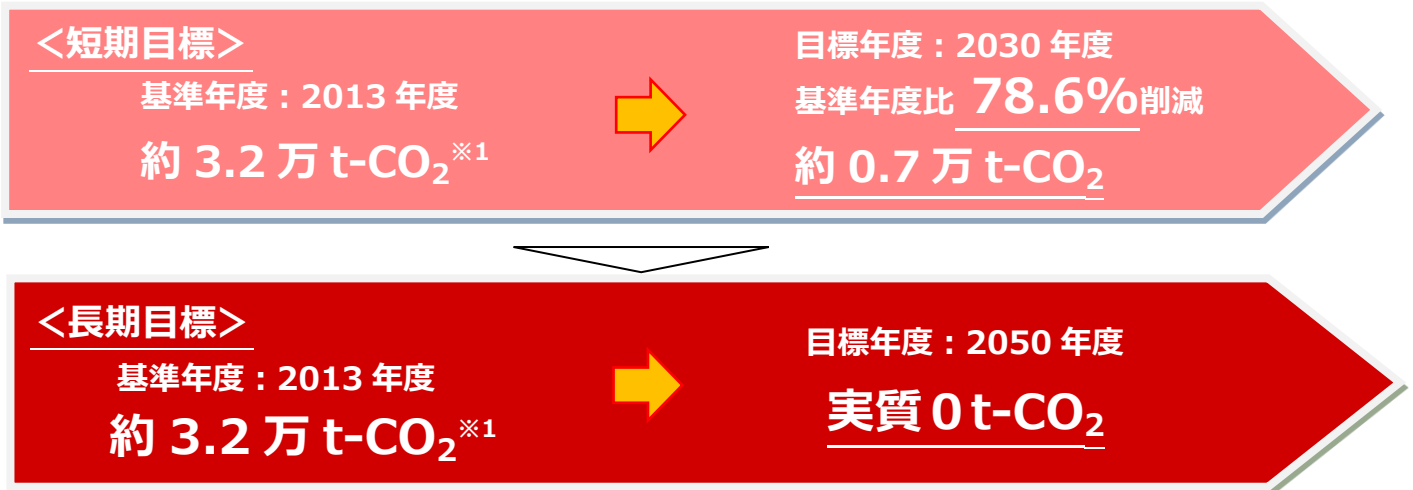 ＜短期目標＞
基準年度：2013 年度
約 3.2 万 t-CO₂※1
目標年度：2030 年度
基準年度比 78.6%削減
約 0.7 万 t-CO₂
＜長期目標＞
基準年度：2013 年度
約 3.2 万 t-CO₂※1
目標年度：2050 年度
実質 0 t-CO₂